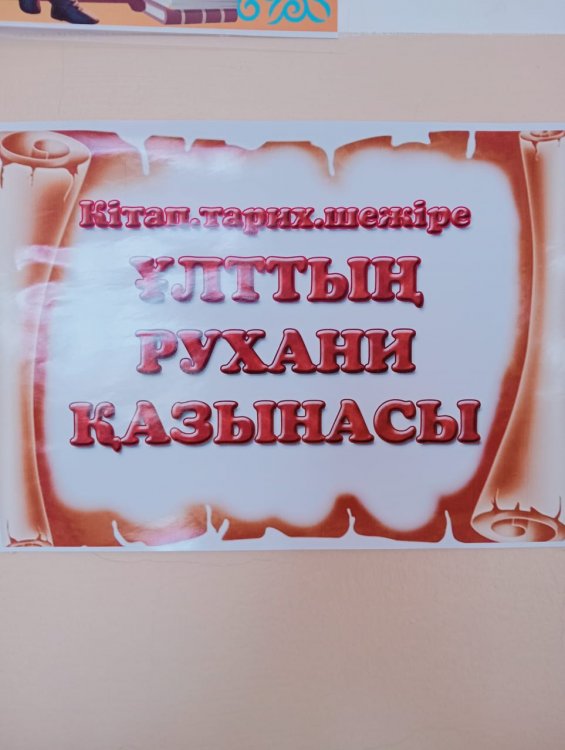 Кітап.тарих.шежіре
ҰЛТТЫҢ
РУХАНИ
ҚАЗЫНАСЫ